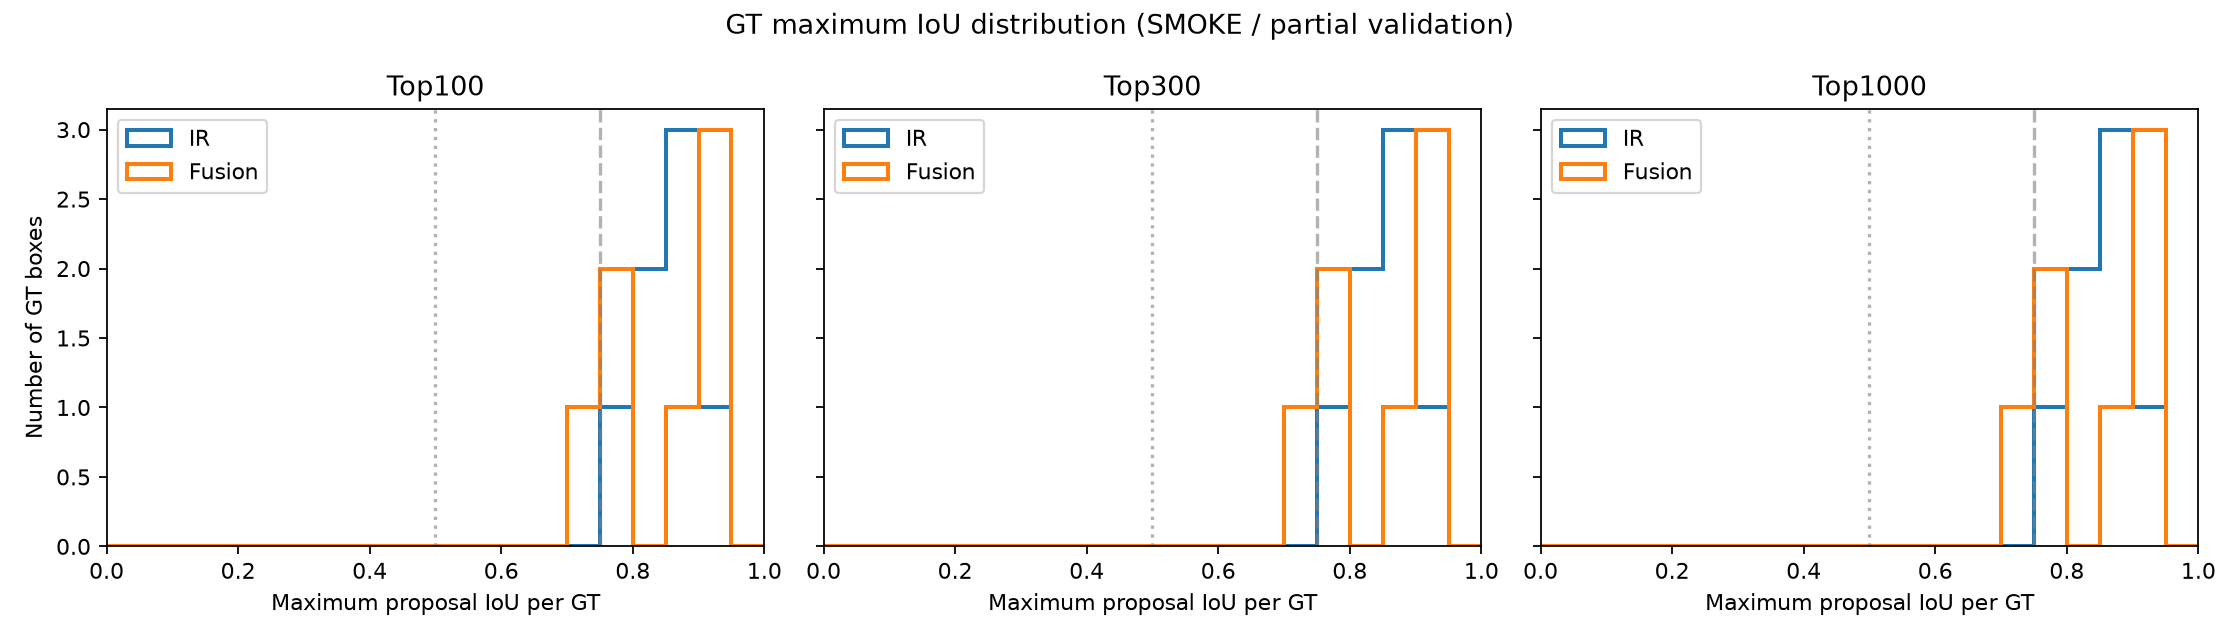 GT maximum IoU distribution (SMOKE / partial validation)
Top100
IR
Fusion
Number of GT boxes
3.0
2.5
2.0
1.5
1.0
0.5
0.0
0.0 0.2 0.4 0.6 0.8 1.0
Maximum proposal IoU per GT
Top300
IR
Fusion
0.0 0.2 0.4 0.6 0.8 1.0
Maximum proposal IoU per GT
Top1000
IR
Fusion
0.0 0.2 0.4 0.6 0.8 1.0
Maximum proposal IoU per GT